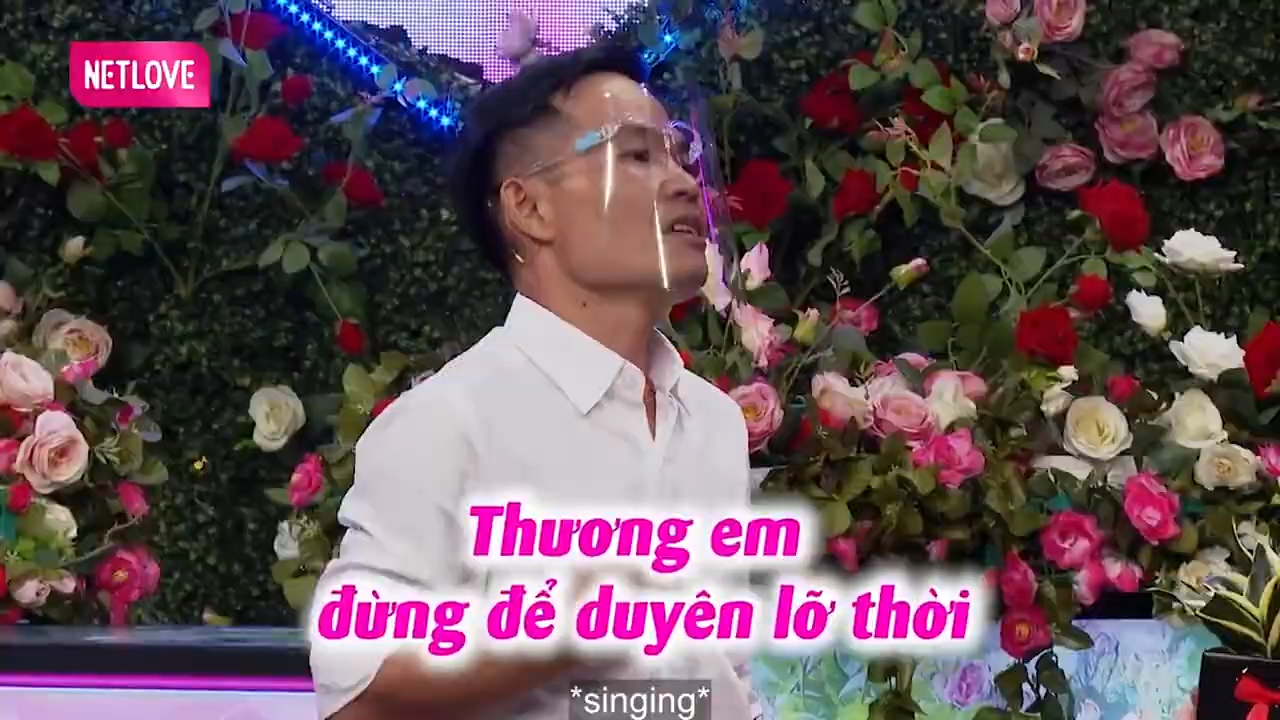 NETLOVE
Thương em
đừng để duyên lỡ thời
*singing*